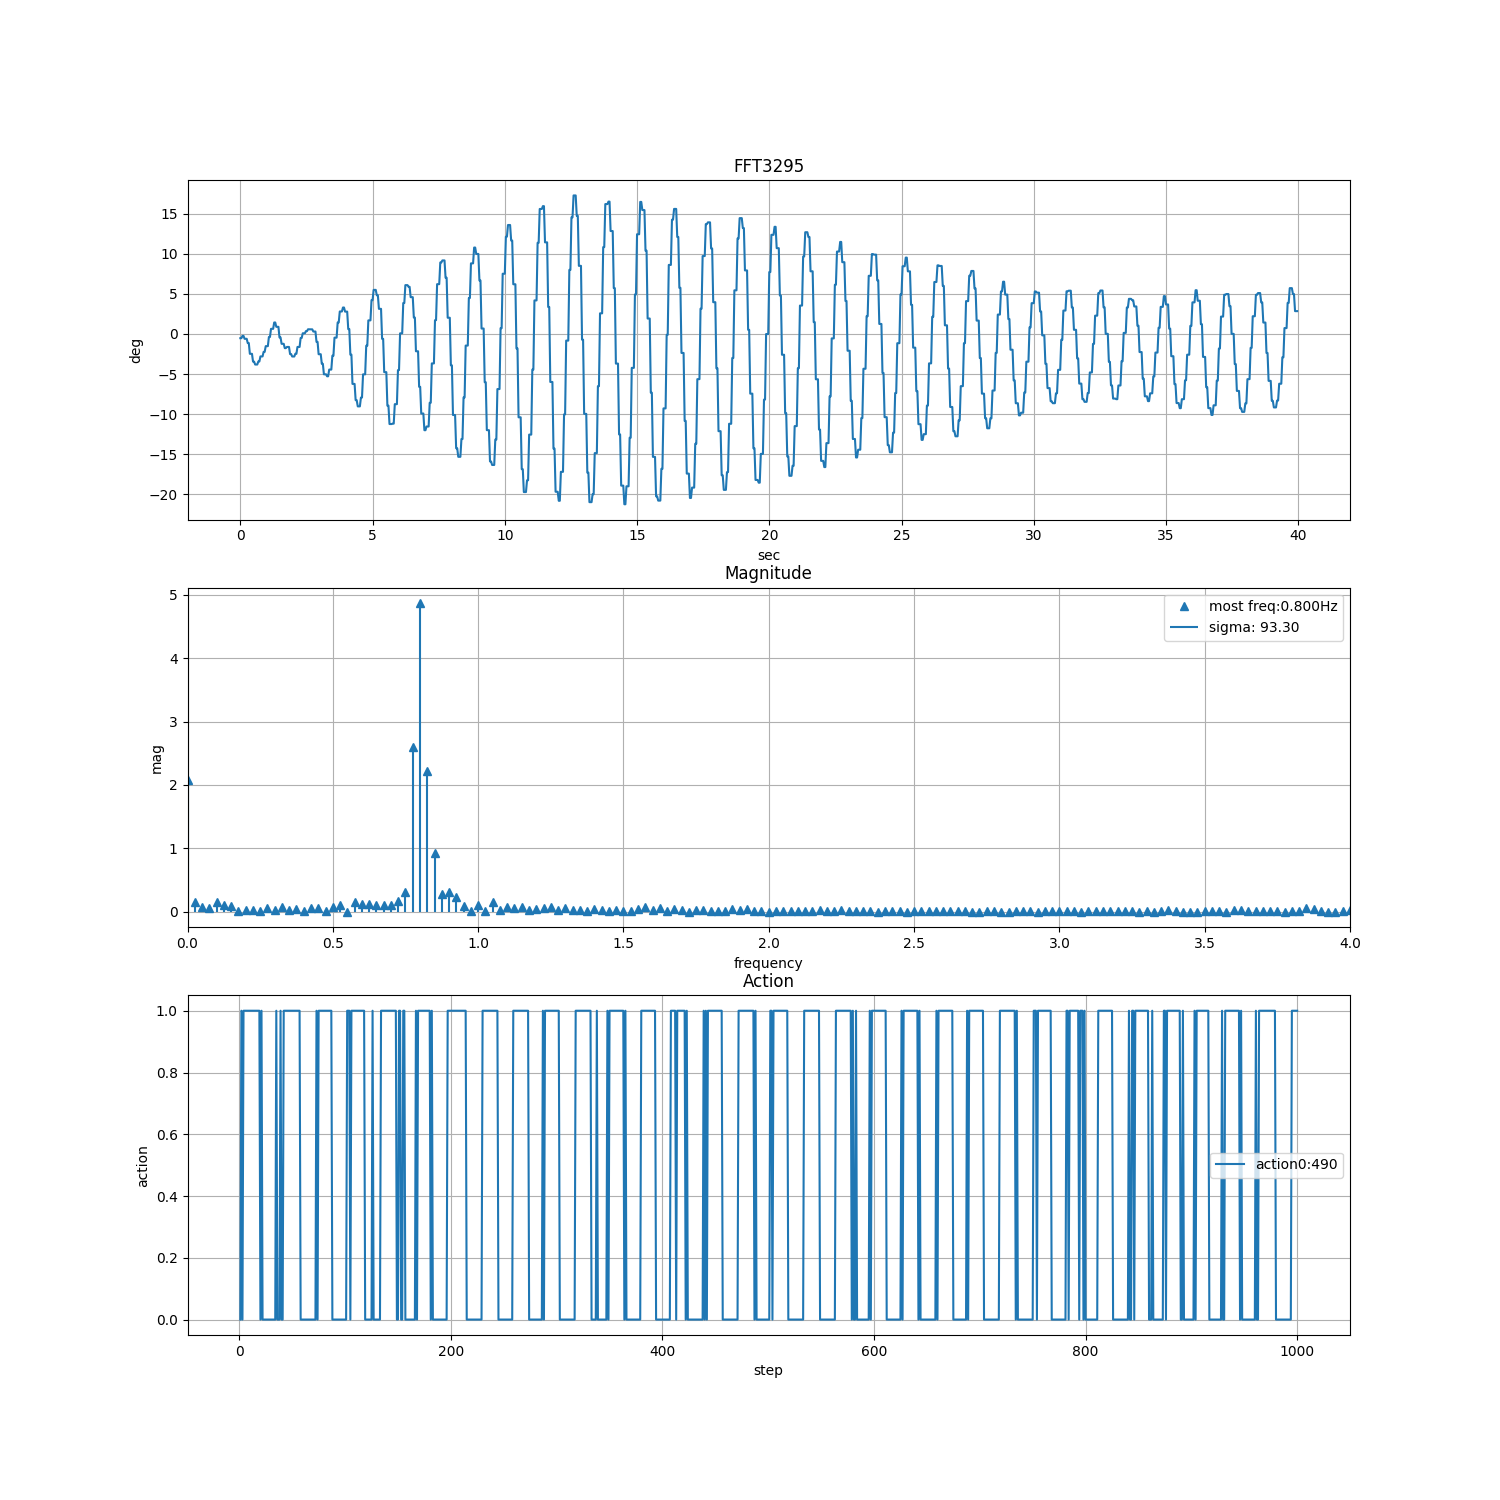 FFT3295
15
10
5
0
−5
−10
−15
−20
deg
0 5 10 15 20 25 30 35 40
sec
Magnitude
5
4
3
2
1
0
mag
most freq:0.800Hz
sigma: 93.30
0.0 0.5 1.0 1.5 2.0 2.5 3.0 3.5 4.0
frequency
Action
1.0
0.8
0.6
0.4
0.2
0.0
action
action0:490
0 200 400 600 800 1000
step